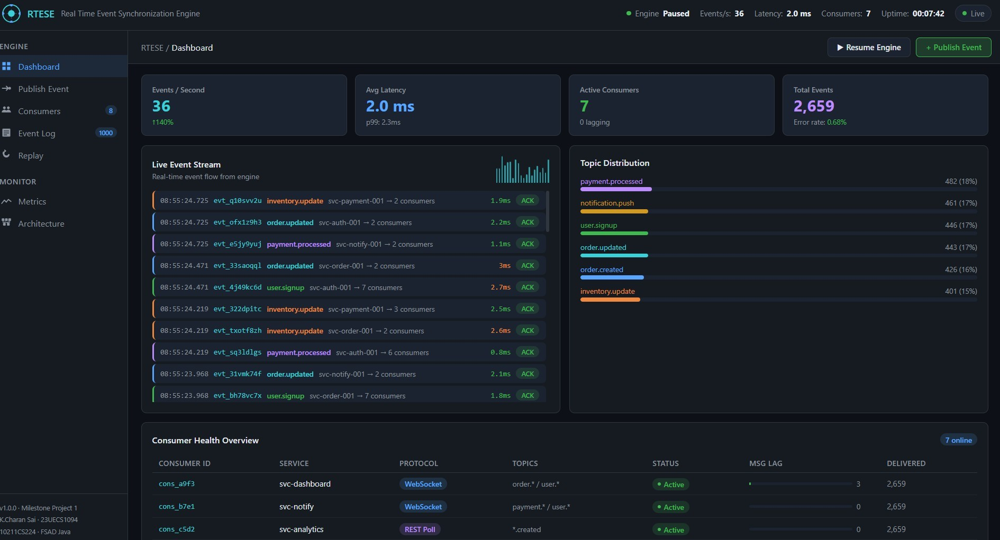 RTESE Real Time Event Synchronization Engine
Engine Paused Events/s: 36 Latency: 2.0 ms Consumers: 7 Uptime: 00:07:42 Live
ENGINE
Dashboard
Publish Event
Consumers 8
Event Log 1000
Replay
MONITOR
Metrics
Architecture
v1.0.0 · Milestone Project 1
K.Charan Sai · 23UECS1094
10211CS224 · FSAD Java
RTESE / Dashboard
▶ Resume Engine
+ Publish Event
Events / Second
36
↑140%
Avg Latency
2.0 ms
p99: 2.3ms
Active Consumers
7
0 lagging
Total Events
2,659
Error rate: 0.68%
Live Event Stream
Real-time event flow from engine
08:55:24.725 evt_q10svv2u inventory.update svc-payment-001 → 2 consumers 1.9ms ACK
08:55:24.725 evt_ofx1z9h3 order.updated svc-auth-001 → 2 consumers 2.2ms ACK
08:55:24.725 evt_e5jy9yuj payment.processed svc-notify-001 → 2 consumers 1.1ms ACK
08:55:24.471 evt_33saoqql order.updated svc-order-001 → 2 consumers 3ms ACK
08:55:24.471 evt_4j49kc6d user.signup svc-auth-001 → 7 consumers 2.7ms ACK
08:55:24.219 evt_322dpitc inventory.update svc-payment-001 → 3 consumers 2.5ms ACK
08:55:24.219 evt_txotf8zh inventory.update svc-order-001 → 2 consumers 2.6ms ACK
08:55:24.219 evt_sq3ldlgs payment.processed svc-auth-001 → 6 consumers 0.8ms ACK
08:55:23.968 evt_31vmk74f order.updated svc-notify-001 → 2 consumers 2.1ms ACK
08:55:23.968 evt_bh78vc7x user.signup svc-order-001 → 7 consumers 1.8ms ACK
Topic Distribution
payment.processed 482 (18%)
notification.push 461 (17%)
user.signup 446 (17%)
order.updated 443 (17%)
order.created 426 (16%)
inventory.update 401 (15%)
Consumer Health Overview 7 online
CONSUMER ID SERVICE PROTOCOL TOPICS STATUS MSG LAG DELIVERED
cons_a9f3 svc-dashboard WebSocket order.* / user.* Active 3 2,659
cons_b7e1 svc-notify WebSocket payment.* / user.* Active 0 2,659
cons_c5d2 svc-analytics REST Poll *.created Active 0 2,659